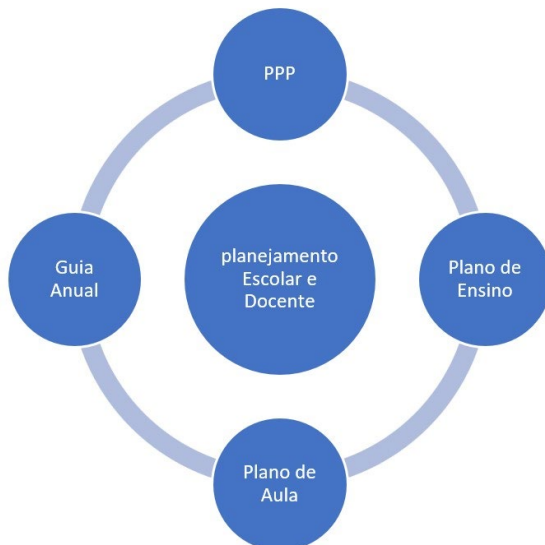 PPP
Guia
Anual
planejamento
Escolar e
Docente
Plano de
Ensino
Plano de
Aula